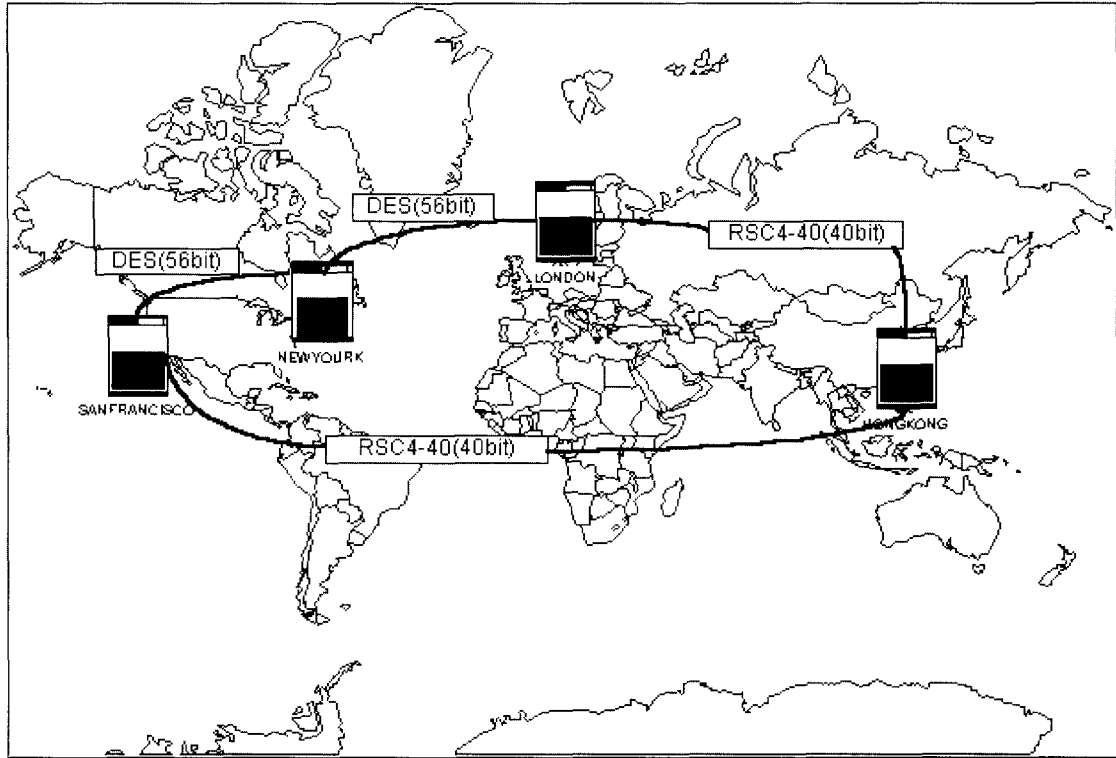 DES(56bit)
RSC4-40(40bit)
DES(56bit)
LONDON
NEWYOURK
SANFRANCISCO
HONGKONG
RSC4-40(40bit)